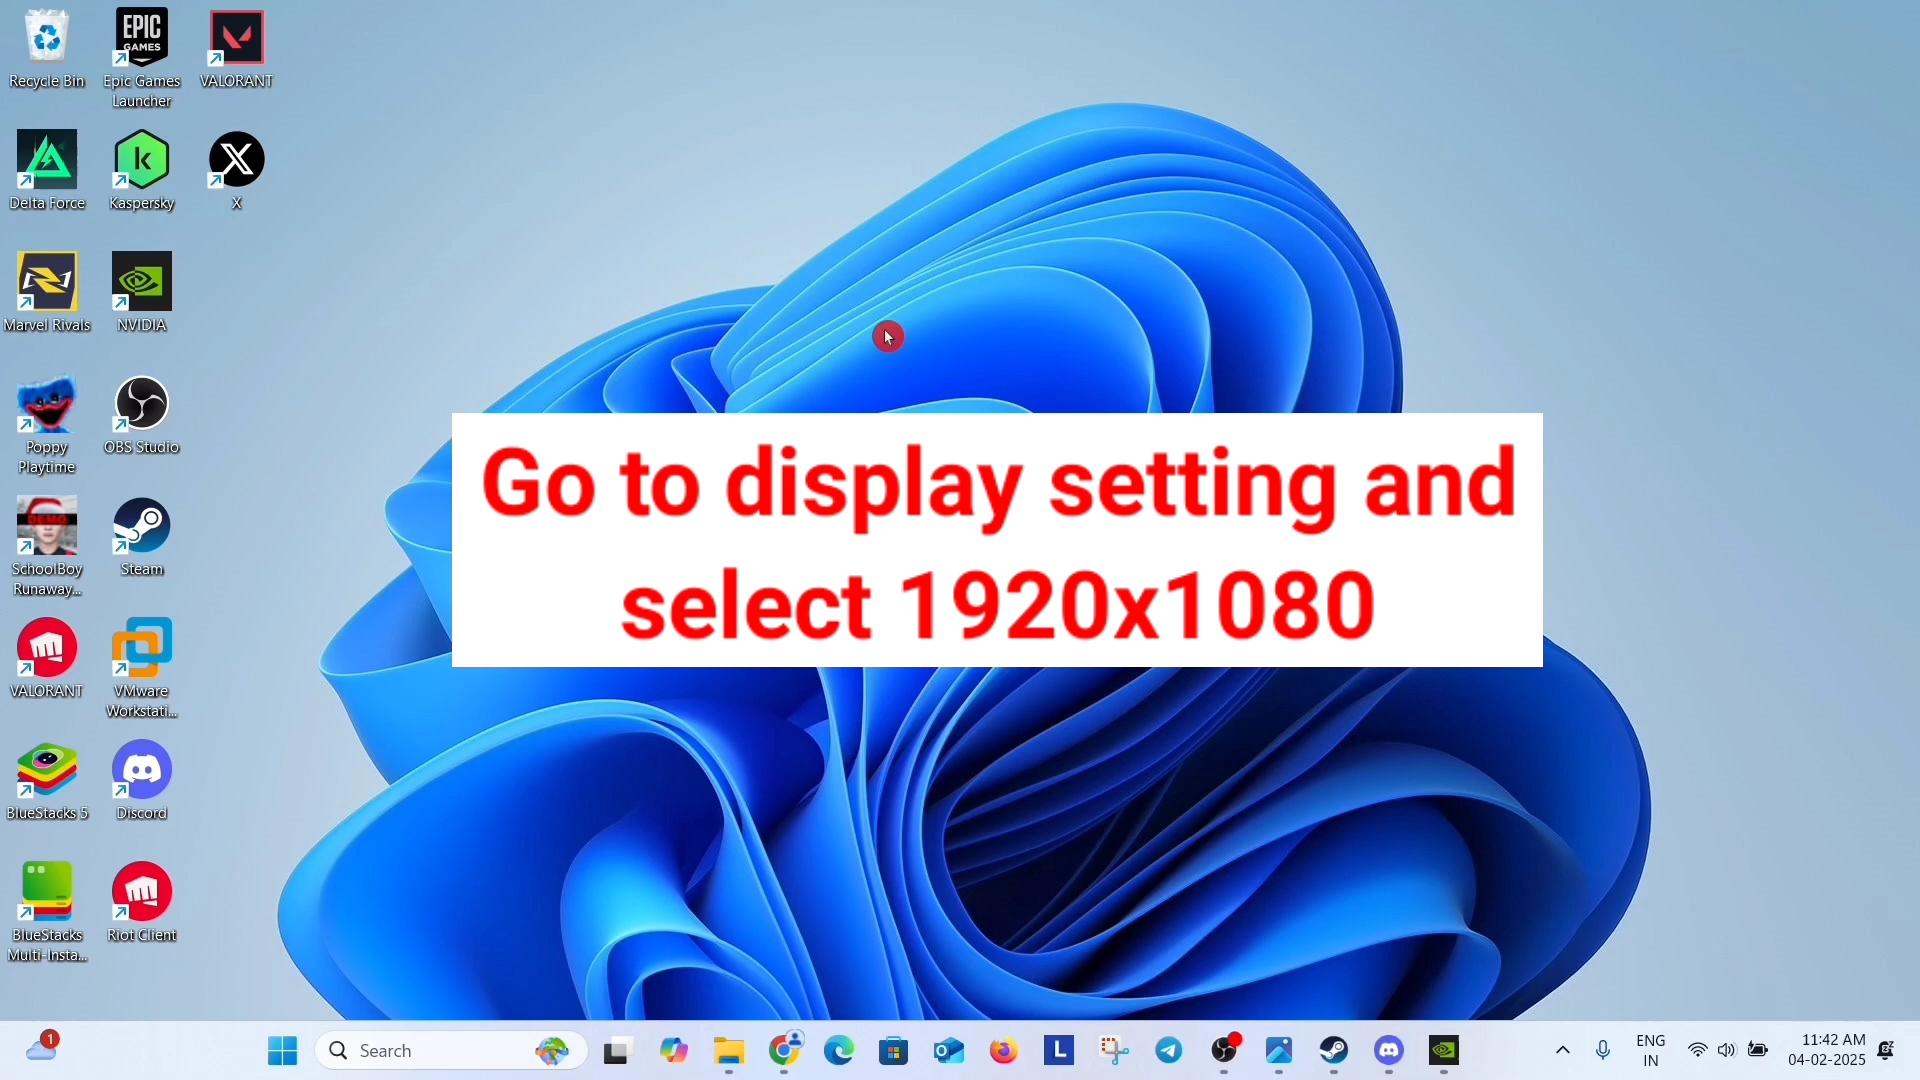 Recycle Bin
EPIC
GAMES
Epic Games
Launcher
VALORANT
Delta Force
k
Kaspersky
X
Marvel Rivals
NVIDIA
Poppy
Playtime
OBS Studio
Go to display setting and
select 1920x1080
DEMO
SchoolBoy
Runaway...
Steam
VALORANT
VMware
Workstati...
BlueStacks 5
Discord
BlueStacks
Multi-Insta...
Riot Client
1
Search
L
ENG
IN
11:42 AM
04-02-2025